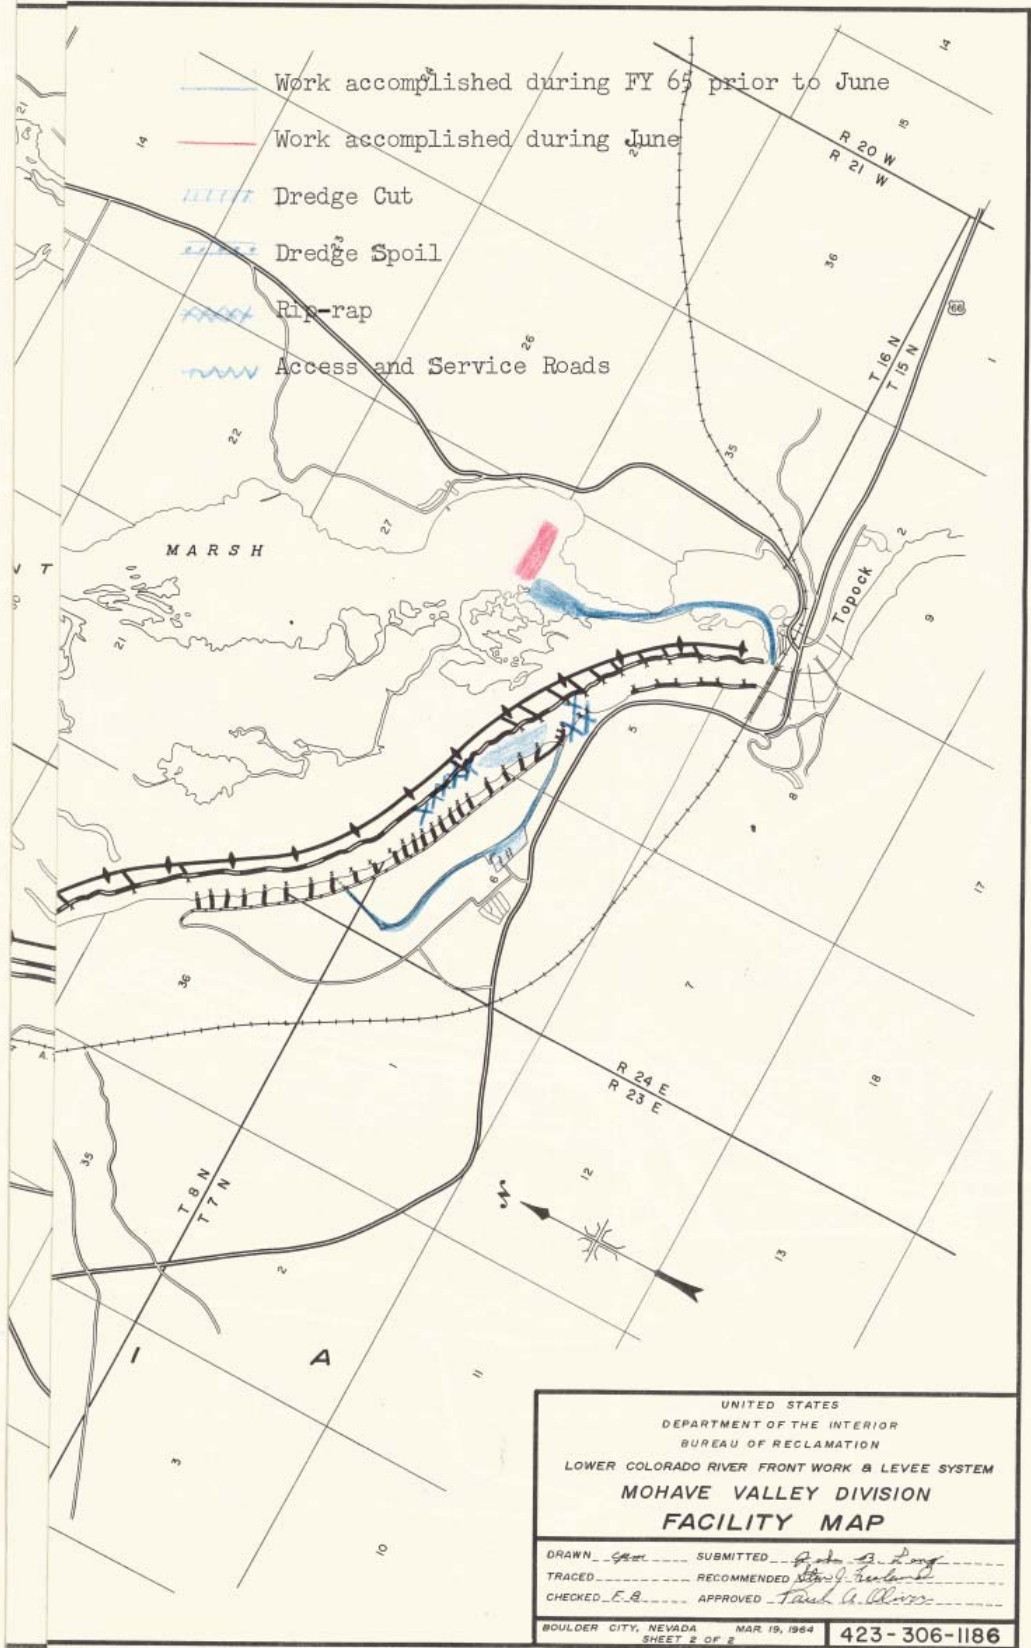 Work accomplished during FY 65 prior to June
Work accomplished during June
Dredge Cut
Dredge Spoil
Rip-rap
Access and Service Roads
14
15
R 20 W
R 21 W
24
25
21
14
23
36
66
26
T 16 N
T 15 N
1
22
35
27
MARSH
N T
2
Topock
9
21
5
8
6
17
36
7
1
R 24 E
R 23 E
18
35
12
T 8 N
T 7 N
N
13
2
I A
11
3
10
UNITED STATES
DEPARTMENT OF THE INTERIOR
BUREAU OF RECLAMATION
LOWER COLORADO RIVER FRONT WORK & LEVEE SYSTEM
MOHAVE VALLEY DIVISION
FACILITY MAP
DRAWN SUBMITTED
TRACED RECOMMENDED
CHECKED F.B. APPROVED Paul A. Oliver
BOULDER CITY, NEVADA MAR. 19, 1964
SHEET 2 OF 2
423-306-1186